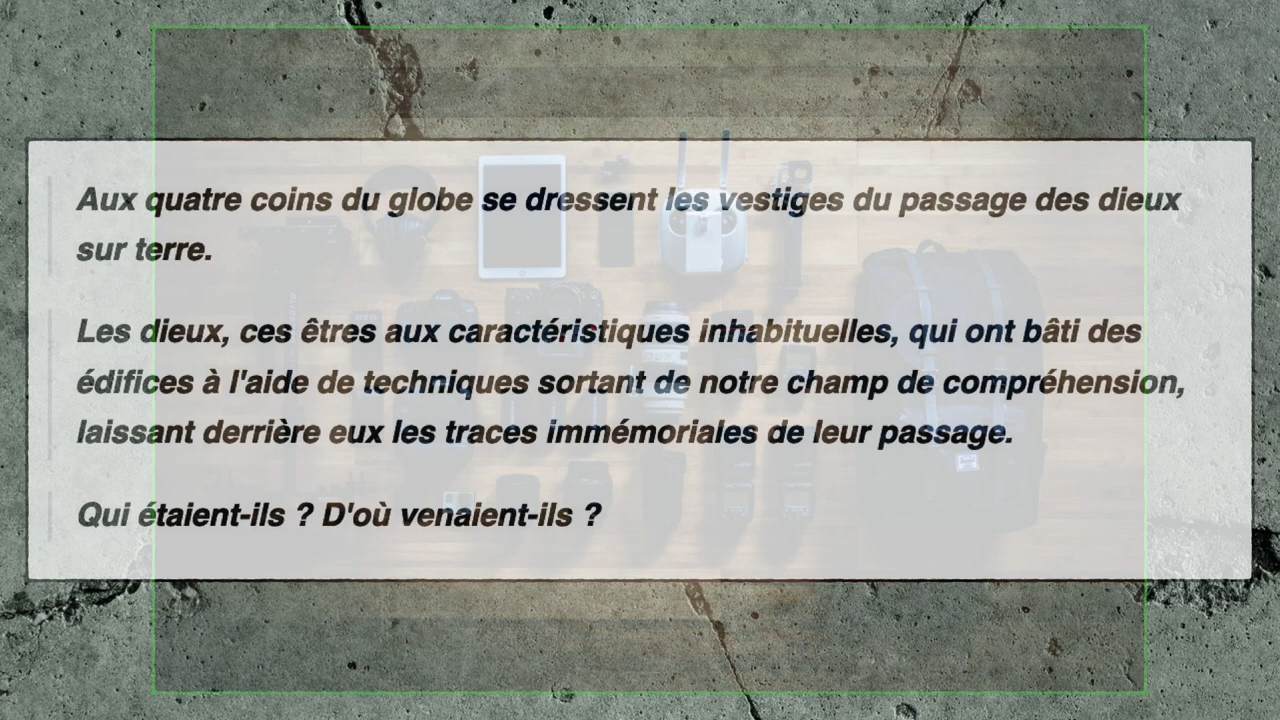 Aux quatre coins du globe se dressent les vestiges du passage des dieux
sur terre.
Les dieux, ces êtres aux caractéristiques inhabituelles, qui ont bâti des
édifices à l'aide de techniques sortant de notre champ de compréhension,
laissant derrière eux les traces immémoriales de leur passage.
Qui étaient-ils ? D'où venaient-ils ?